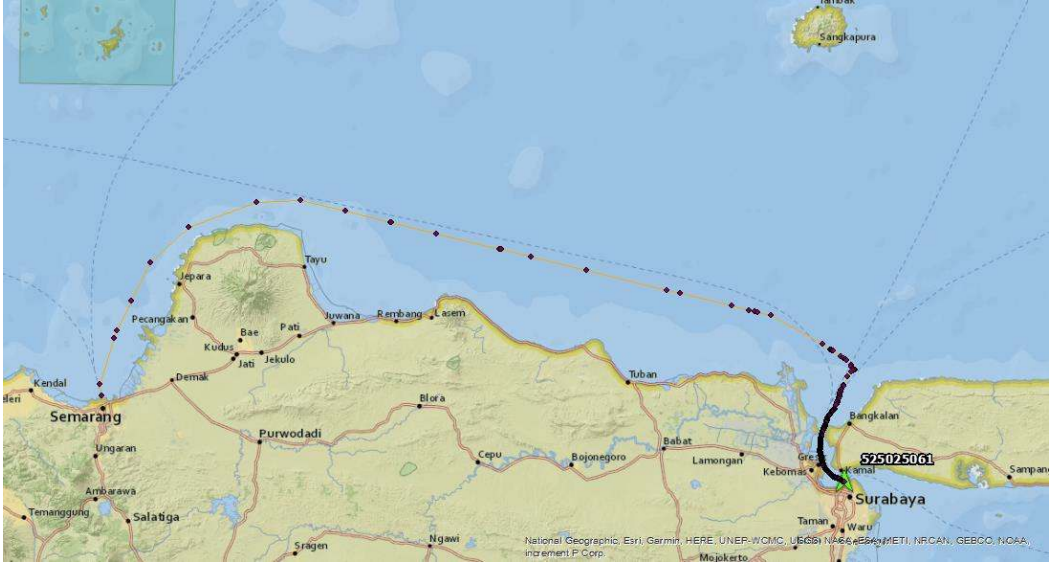 Tambak
Sangkapura
Tayu
Jepara
Pecangakan
Juwana
Rembang
Lasem
Pati
Bae
Kudus
Jati
Jekulo
Demak
Kendal
Semarang
Tuban
Blora
Bangkalan
Purwodadi
Ungaran
Babat
Cepu
Bojonegoro
Lamongan
Kebomas
Kamal
525025061
Surabaya
Ambarawa
Temanggung
Salatiga
Taman
Waru
Ngawi
Sragen
Mojokerto
National Geographic, Esri, Garmin, HERE, UNEP-WCMC, USGS, NASA, ESA, METI, NRCAN, GEBCO, NOAA,
increment P Corp.